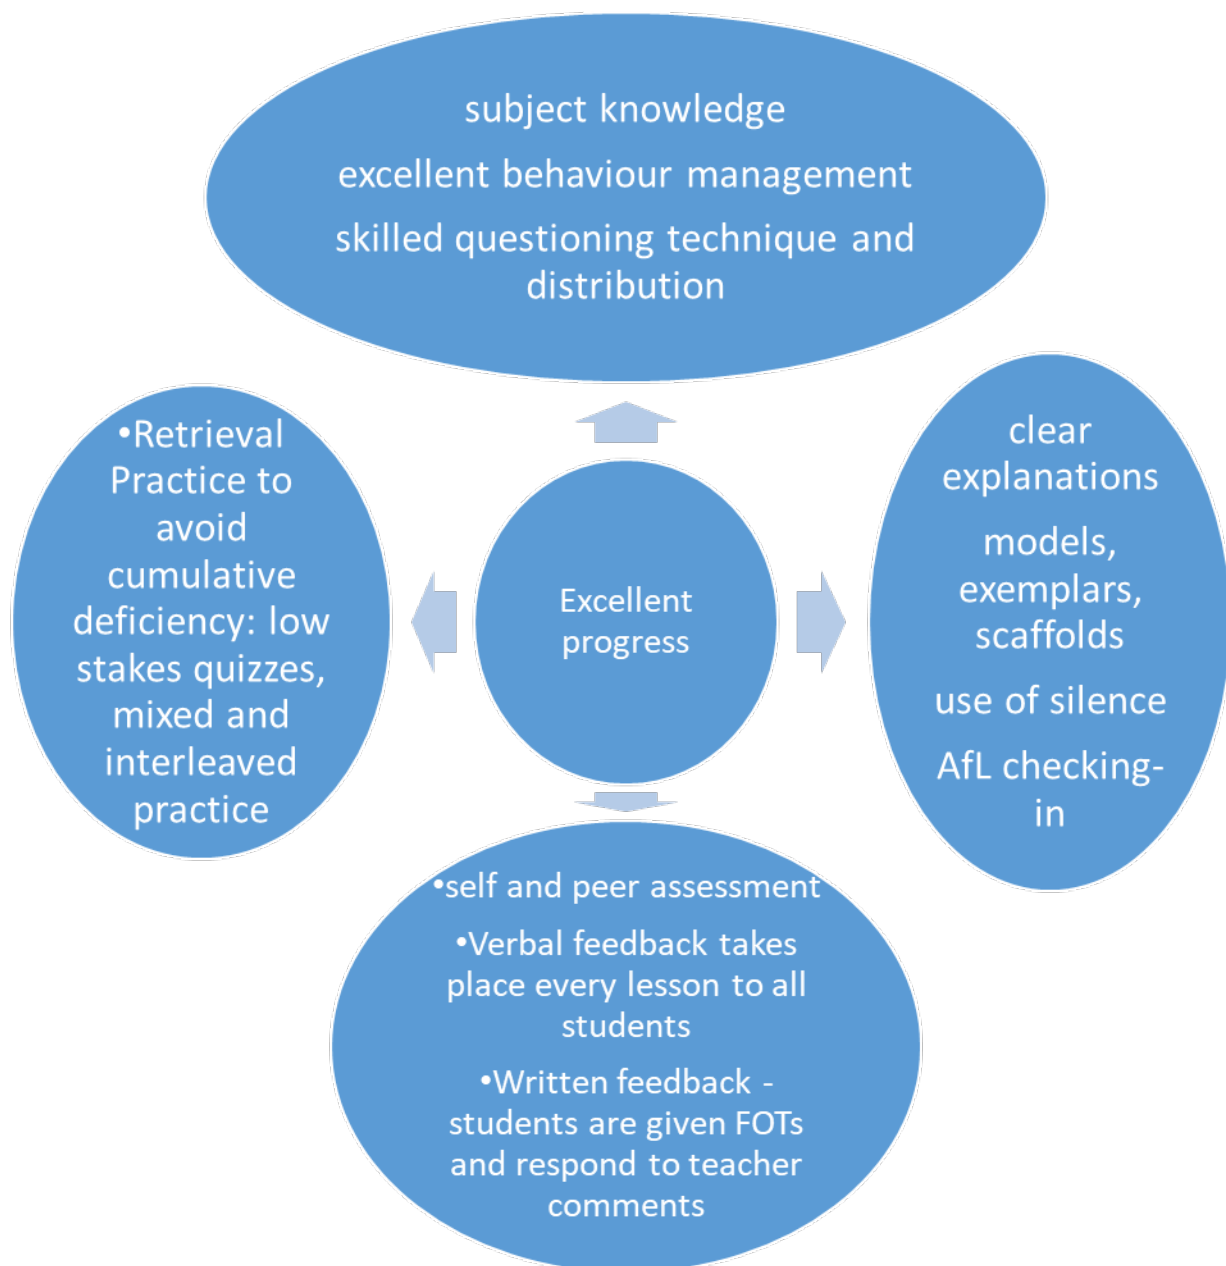 subject knowledge
excellent behaviour management
skilled questioning technique and
distribution
•Retrieval
Practice to
avoid
cumulative
deficiency: low
stakes quizzes,
mixed and
interleaved
practice
Excellent
progress
clear
explanations
models,
exemplars,
scaffolds
use of silence
AfL checking-
in
•self and peer assessment
•Verbal feedback takes
place every lesson to all
students
•Written feedback -
students are given FOTs
and respond to teacher
comments